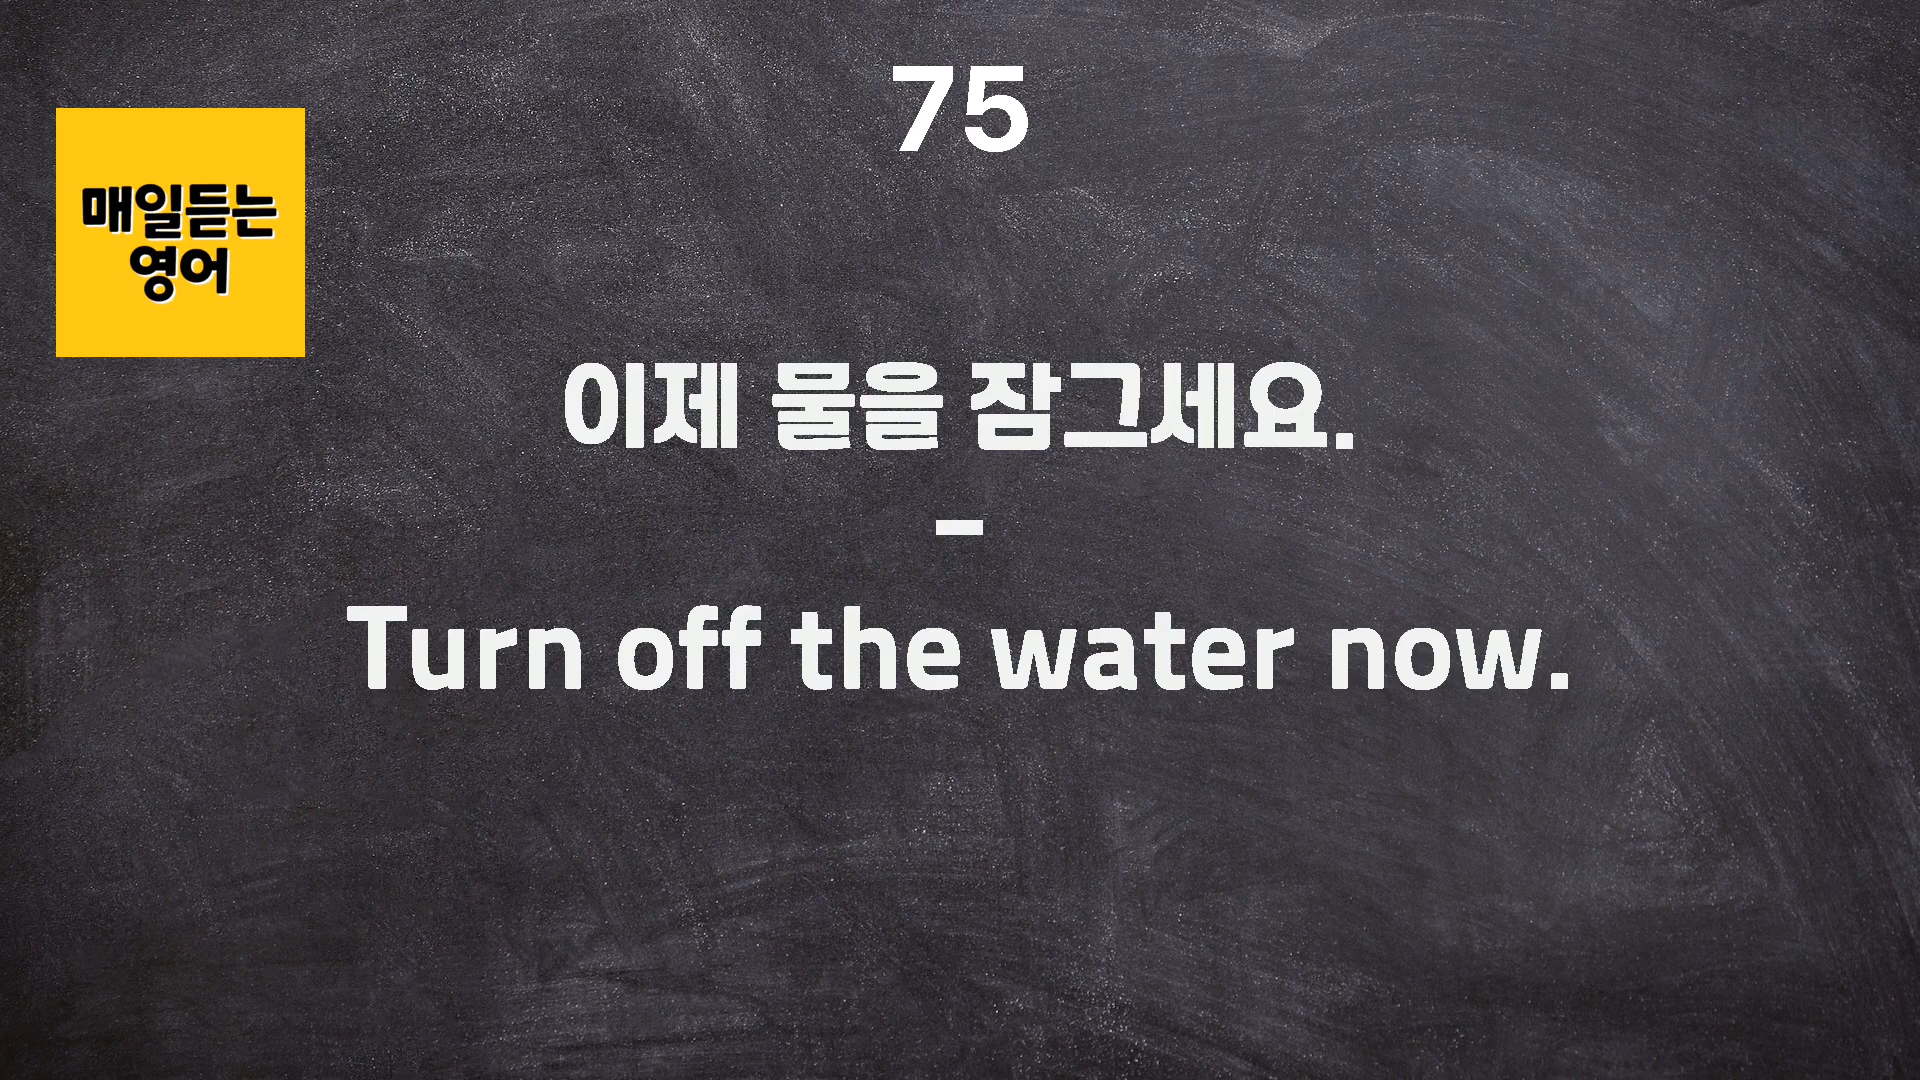 75
매일듣는
영어
이제 물을 잠그세요.
-
Turn off the water now.